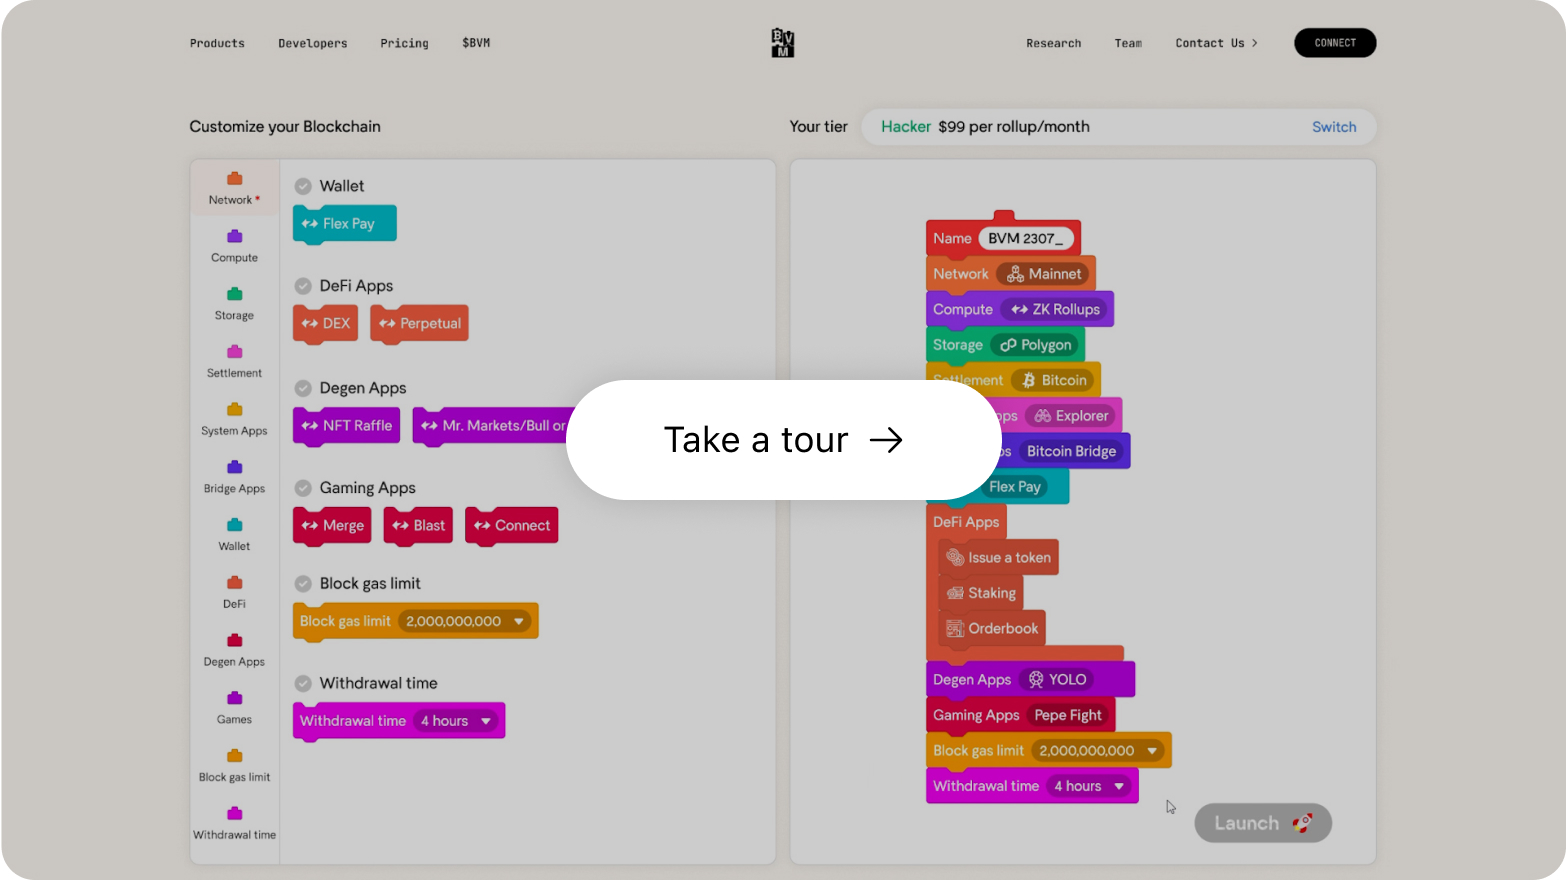 Products Developers Pricing $BVM
BVM
Research Team Contact Us > CONNECT
Customize your Blockchain
Your tier Hacker $99 per rollup/month Switch
Network *
Compute
Storage
Settlement
System Apps
Bridge Apps
Wallet
DeFi
Degen Apps
Games
Block gas limit
Withdrawal time
Wallet
Flex Pay
DeFi Apps
DEX Perpetual
Degen Apps
NFT Raffle Mr. Markets/Bull or
Gaming Apps
Merge Blast Connect
Block gas limit
Block gas limit 2,000,000,000
Withdrawal time
Withdrawal time 4 hours
Take a tour →
Name BVM 2307_
Network Mainnet
Compute ZK Rollups
Storage Polygon
Settlement Bitcoin
ops Explorer
os Bitcoin Bridge
Flex Pay
DeFi Apps
Issue a token
Staking
Orderbook
Degen Apps YOLO
Gaming Apps Pepe Fight
Block gas limit 2,000,000,000
Withdrawal time 4 hours
Launch